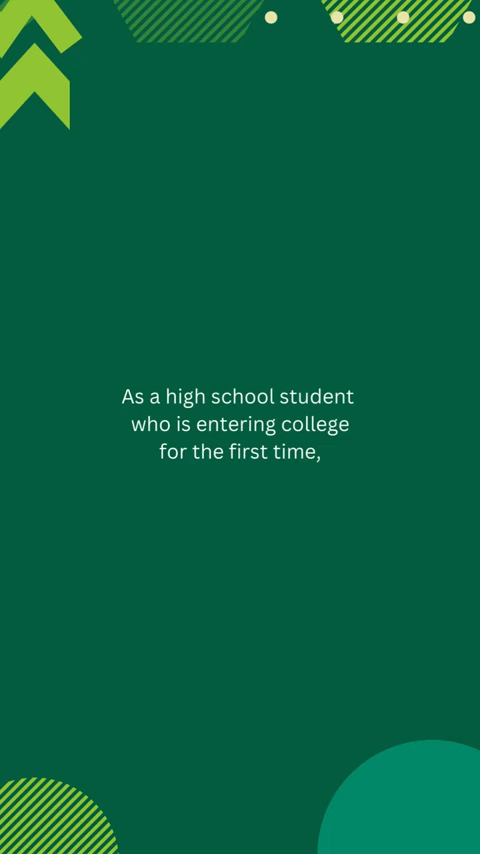 As a high school student
who is entering college
for the first time,